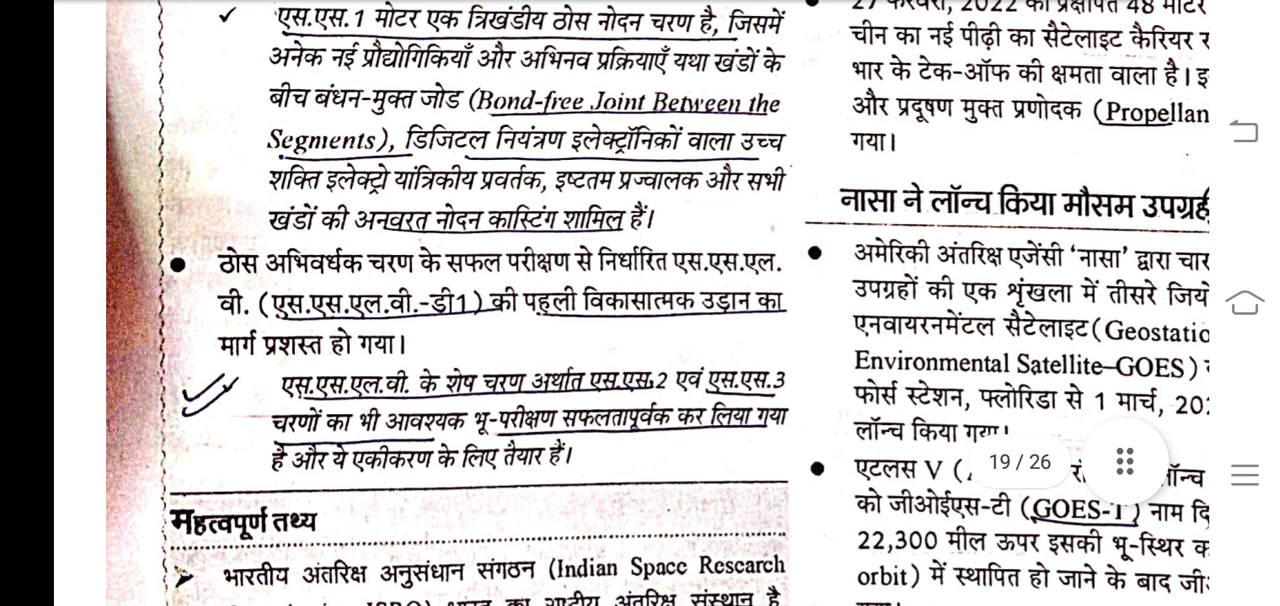 एस.एस.1 मोटर एक त्रिखंडीय ठोस नोदन चरण है, जिसमें
अनेक नई प्रौद्योगिकियाँ और अभिनव प्रक्रियाएँ यथा खंडों के
बीच बंधन-मुक्त जोड (Bond-free Joint Between the
Segments), डिजिटल नियंत्रण इलेक्ट्रॉनिकों वाला उच्च
शक्ति इलेक्ट्रो यांत्रिकीय प्रवर्तक, इष्टतम प्रज्वालक और सभी
खंडों की अनवरत नोदन कास्टिंग शामिल हैं।
ठोस अभिवर्धक चरण के सफल परीक्षण से निर्धारित एस.एस.एल.
वी. (एस.एस.एल.वी.-डी1) की पहली विकासात्मक उड़ान का
मार्ग प्रशस्त हो गया।
एस.एस.एल.वी. के शेष चरण अर्थात एस.एस.2 एवं एस.एस.3
चरणों का भी आवश्यक भू-परीक्षण सफलतापूर्वक कर लिया गया
है और ये एकीकरण के लिए तैयार हैं।
महत्वपूर्ण तथ्य
भारतीय अंतरिक्ष अनुसंधान संगठन (Indian Space Research
भारत का राष्ट्रीय अंतरिक्ष संस्थान है
27 फरवरी, 2022 को प्रक्षेपित 48 मीटर
चीन का नई पीढ़ी का सैटेलाइट कैरियर
भार के टेक-ऑफ की क्षमता वाला है। इ
और प्रदूषण मुक्त प्रणोदक (Propellan
गया।
नासा ने लॉन्च किया मौसम उपग्रह
अमेरिकी अंतरिक्ष एजेंसी 'नासा' द्वारा चार
उपग्रहों की एक शृंखला में तीसरे जियो
एनवायरनमेंटल सैटेलाइट (Geostatio
Environmental Satellite–GOES)
फोर्स स्टेशन, फ्लोरिडा से 1 मार्च, 202
लॉन्च किया गया।
एटलस V (
लॉन्च
को जीओईएस-टी (GOES-T) नाम दि
22,300 मील ऊपर इसकी भू-स्थिर क
orbit) में स्थापित हो जाने के बाद जी
19 / 26